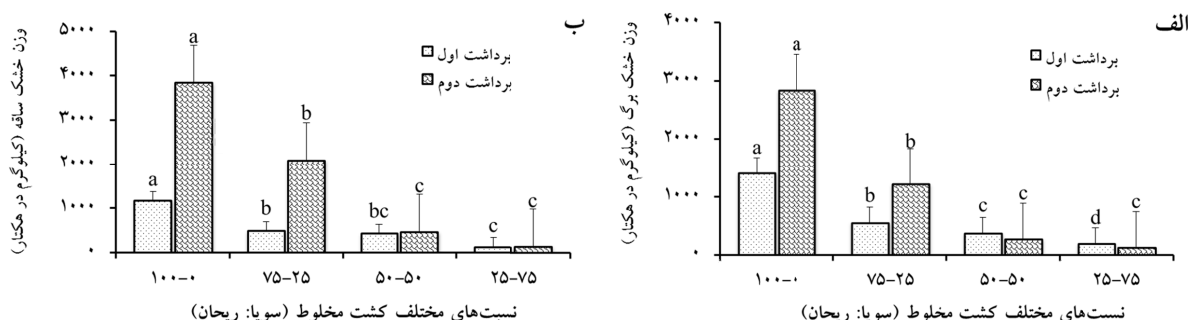 الف
وزن خشک برگ (کیلوگرم در هکتار)
۴۰۰۰
۳۰۰۰
۲۰۰۰
۱۰۰۰
۰
برداشت اول
برداشت دوم
a
a
b
b
c
c
d
c
۱۰۰-۰
۷۵-۲۵
۵۰-۵۰
۲۵-۷۵
نسبت‌های مختلف کشت مخلوط (سویا: ریحان)
ب
وزن خشک ساقه (کیلوگرم در هکتار)
۵۰۰۰
۴۰۰۰
۳۰۰۰
۲۰۰۰
۱۰۰۰
۰
برداشت اول
برداشت دوم
a
a
b
b
bc
c
c
c
۱۰۰-۰
۷۵-۲۵
۵۰-۵۰
۲۵-۷۵
نسبت‌های مختلف کشت مخلوط (سویا: ریحان)